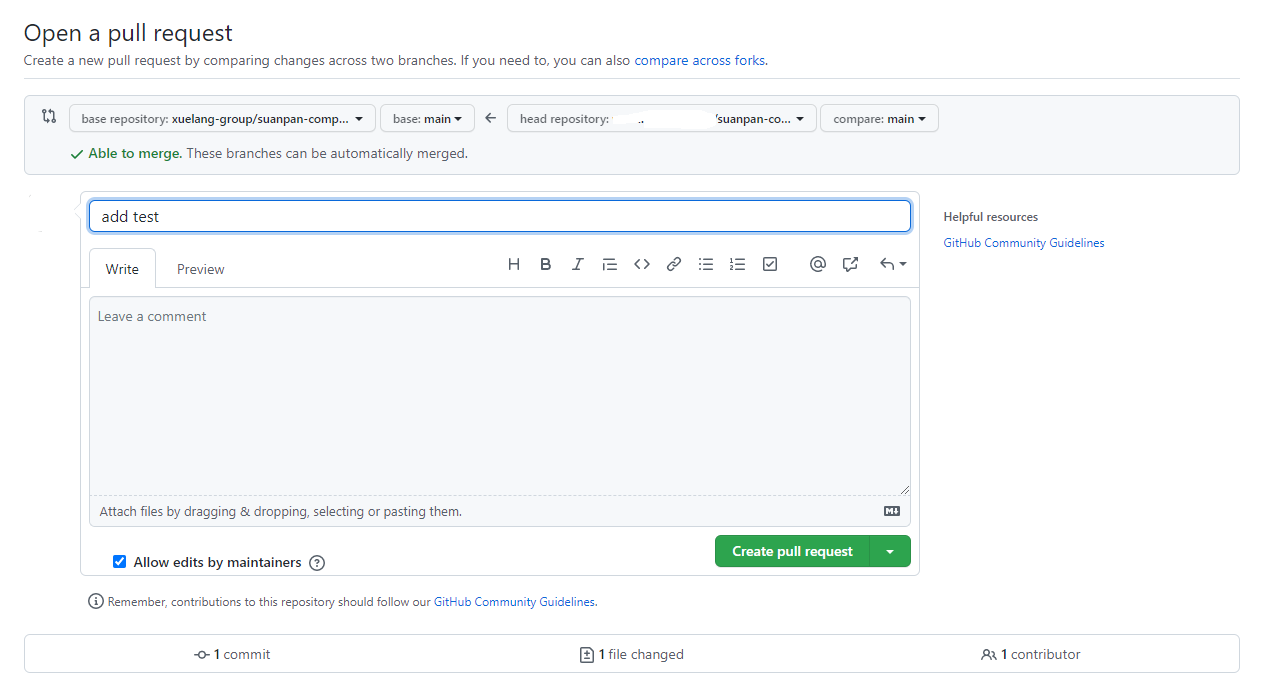 Open a pull request
Create a new pull request by comparing changes across two branches. If you need to, you can also compare across forks.
base repository: xuelang-group/suanpan-comp... base: main head repository: /suanpan-co... compare: main
Able to merge. These branches can be automatically merged.
add test
Helpful resources
GitHub Community Guidelines
Write Preview
Leave a comment
Attach files by dragging & dropping, selecting or pasting them.
Allow edits by maintainers
Create pull request
Remember, contributions to this repository should follow our GitHub Community Guidelines.
1 commit 1 file changed 1 contributor